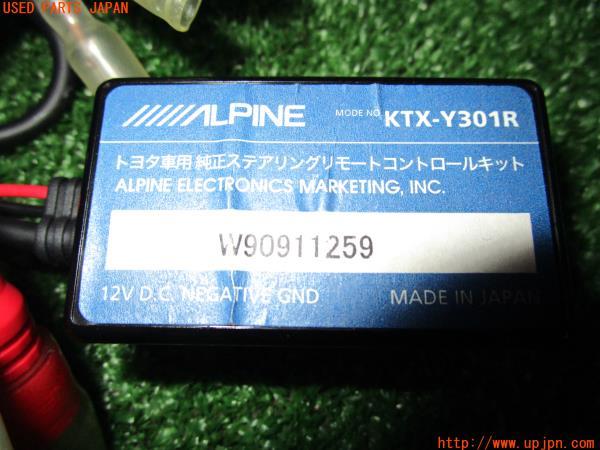 USED PARTS JAPAN
ALPINE
MODE NO. KTX-Y301R
トヨタ車用 純正ステアリングリモートコントロールキット
ALPINE ELECTRONICS MARKETING, INC.
W90911259
12V D.C. NEGATIVE GND
MADE IN JAPAN
http://www.upjpn.com